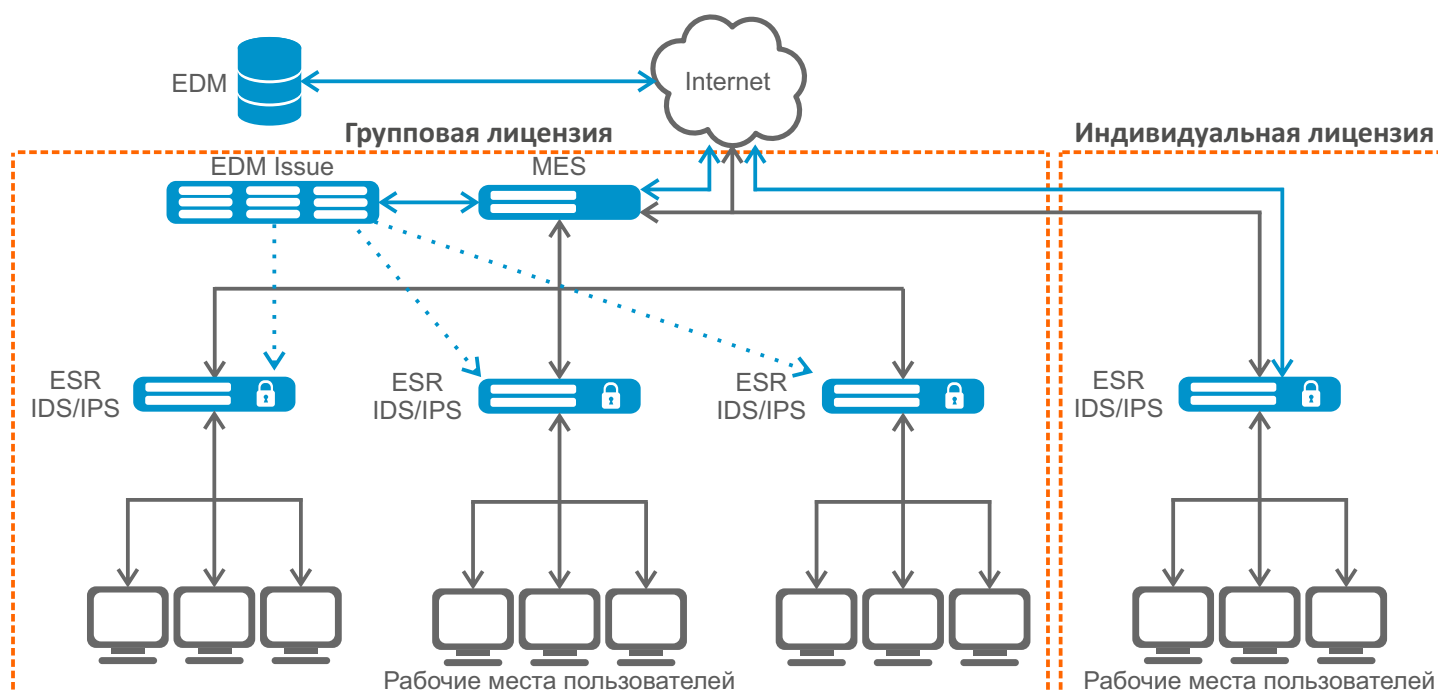 EDM
Internet
Групповая лицензия
Индивидуальная лицензия
EDM Issue
MES
ESR
IDS/IPS
ESR
IDS/IPS
ESR
IDS/IPS
ESR
IDS/IPS
Рабочие места пользователей
Рабочие места пользователей